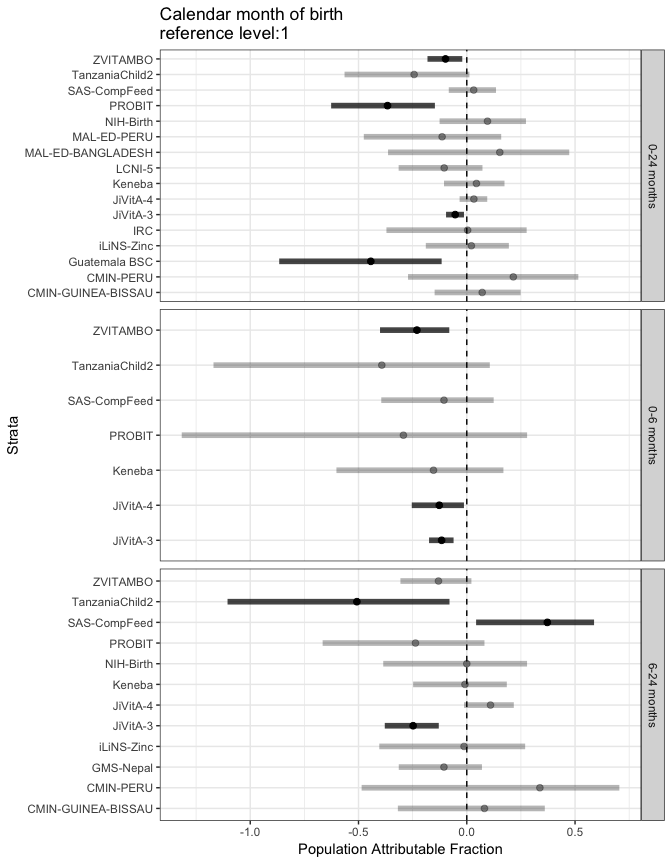 Calendar month of birth
reference level:1
ZVITAMBO
TanzaniaChild2
SAS-CompFeed
PROBIT
NIH-Birth
MAL-ED-PERU
MAL-ED-BANGLADESH
LCNI-5
Keneba
JiVitA-4
JiVitA-3
IRC
iLiNS-Zinc
Guatemala BSC
CMIN-PERU
CMIN-GUINEA-BISSAU
0-24 months
ZVITAMBO
TanzaniaChild2
SAS-CompFeed
PROBIT
Keneba
JiVitA-4
JiVitA-3
0-6 months
ZVITAMBO
TanzaniaChild2
SAS-CompFeed
PROBIT
NIH-Birth
Keneba
JiVitA-4
JiVitA-3
iLiNS-Zinc
GMS-Nepal
CMIN-PERU
CMIN-GUINEA-BISSAU
6-24 months
Strata
-1.0 -0.5 0.0 0.5
Population Attributable Fraction